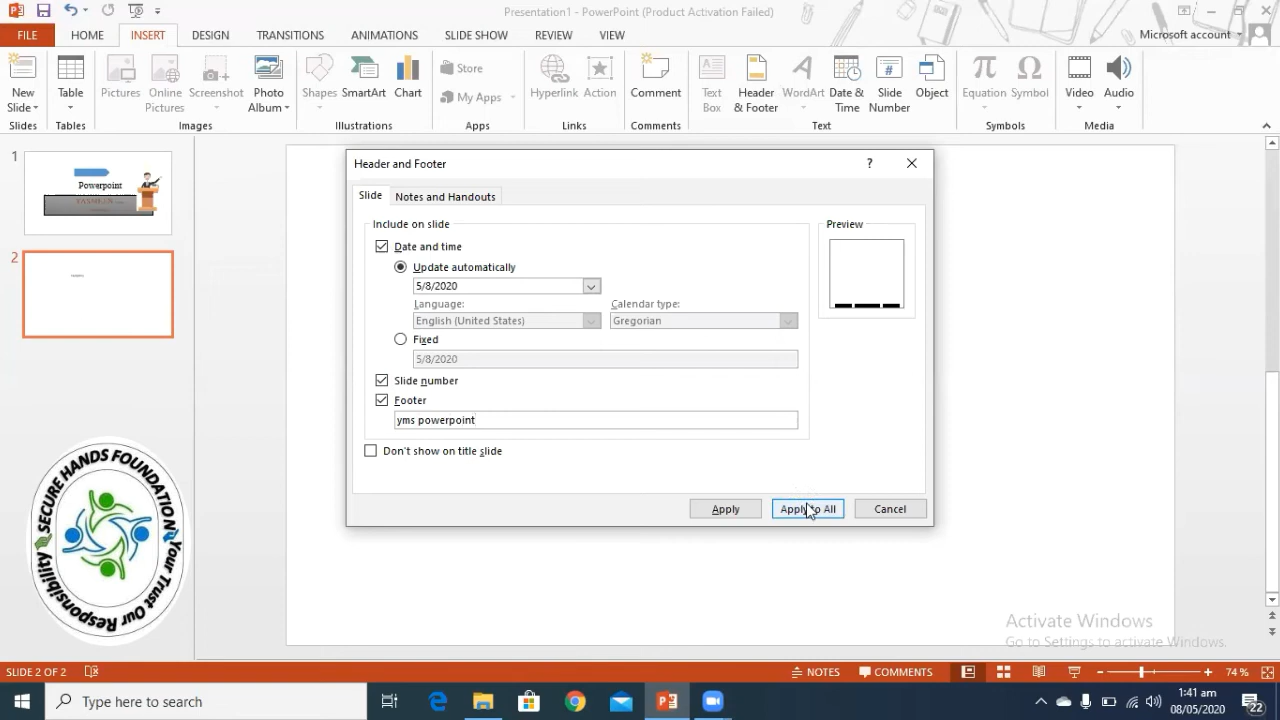 Presentation1 - PowerPoint (Product Activation Failed)
FILE HOME INSERT DESIGN TRANSITIONS ANIMATIONS SLIDE SHOW REVIEW VIEW Microsoft account
New Slide Table Pictures Online Pictures Screenshot Photo Album Shapes SmartArt Chart Store My Apps Hyperlink Action Comment Text Box Header & Footer WordArt Date & Time Slide Number Object Equation Symbol Video Audio
Slides Tables Images Illustrations Apps Links Comments Text Symbols Media
1
Powerpoint
2
Header and Footer
Slide Notes and Handouts
Include on slide
Preview
Date and time
Update automatically
5/8/2020
Language: Calendar type:
English (United States) Gregorian
Fixed
5/8/2020
Slide number
Footer
yms powerpoint
Don't show on title slide
Apply Apply to All Cancel
SECURE HANDS FOUNDATION
Your Trust Our Responsibility
Activate Windows
Go to Settings to activate Windows.
SLIDE 2 OF 2 NOTES COMMENTS 74 %
Type here to search
1:41 am
08/05/2020
22